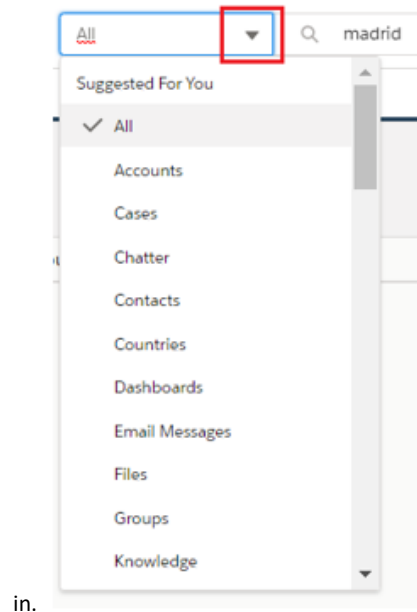 All madrid
Suggested For You
All
Accounts
Cases
Chatter
Contacts
Countries
Dashboards
Email Messages
Files
Groups
Knowledge
in.